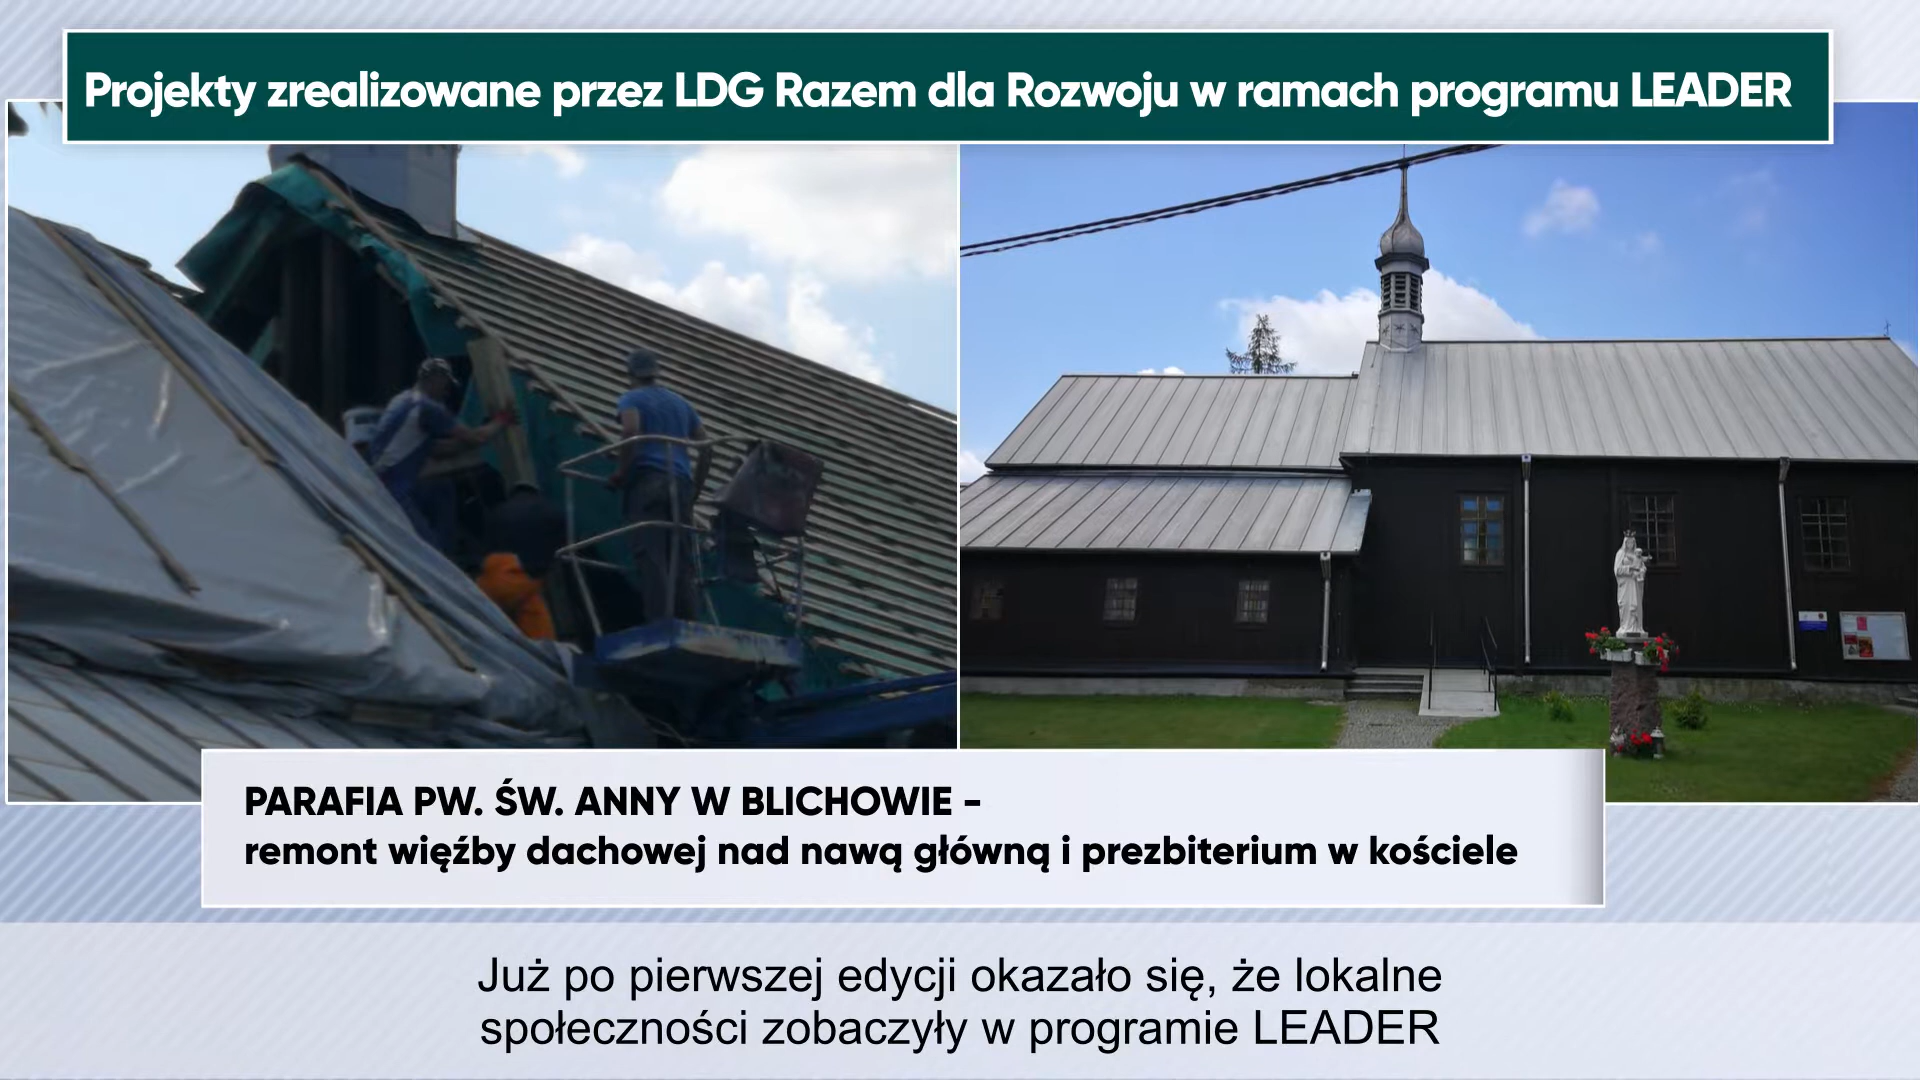 Projekty zrealizowane przez LDG Razem dla Rozwoju w ramach programu LEADER
PARAFIA PW. ŚW. ANNY W BLICHOWIE -
remont więźby dachowej nad nawą główną i prezbiterium w kościele
Już po pierwszej edycji okazało się, że lokalne
społeczności zobaczyły w programie LEADER